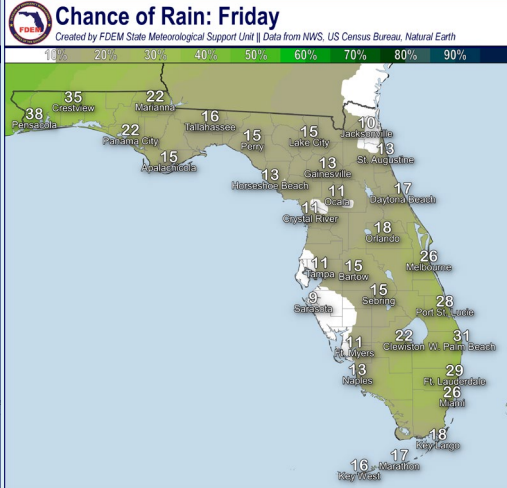 FDEM
Chance of Rain: Friday
Created by FDEM State Meteorological Support Unit || Data from NWS, US Census Bureau, Natural Earth
10% 20% 30% 40% 50% 60% 70% 80% 90%
38
Pensacola
35
Crestview
22
Marianna
22
Panama City
15
Apalachicola
16
Tallahassee
15
Perry
15
Lake City
10
Jacksonville
13
St. Augustine
13
Gainesville
13
Horseshoe Beach
11
Ocala
17
Daytona Beach
11
Crystal River
18
Orlando
26
Melbourne
11
Tampa
15
Bartow
15
Sebring
9
Sarasota
28
Port St. Lucie
11
Ft. Myers
22
Clewiston
31
W. Palm Beach
13
Naples
29
Ft. Lauderdale
26
Miami
18
Key Largo
17
Marathon
16
Key West